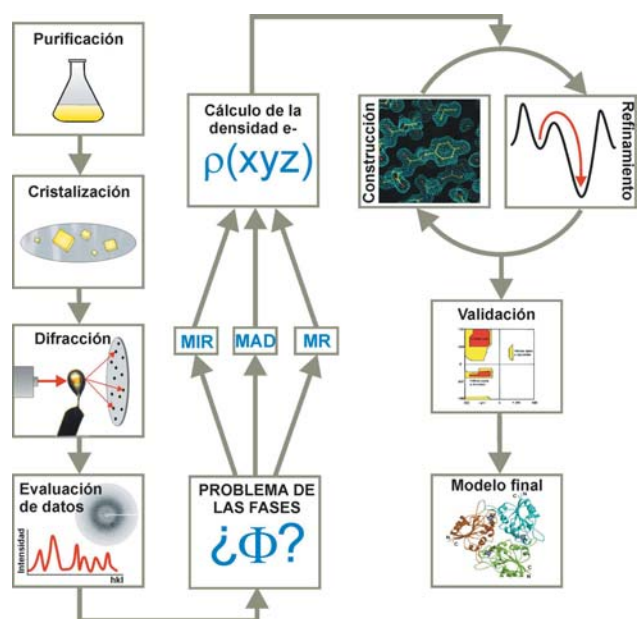 Purificación
Cristalización
Difracción
Evaluación
de datos
Intensidad
hkl
PROBLEMA DE
LAS FASES
¿Φ?
MIR
MAD
MR
Cálculo de la
densidad e-
ρ(xyz)
Construcción
Refinamiento
Validación
Modelo final